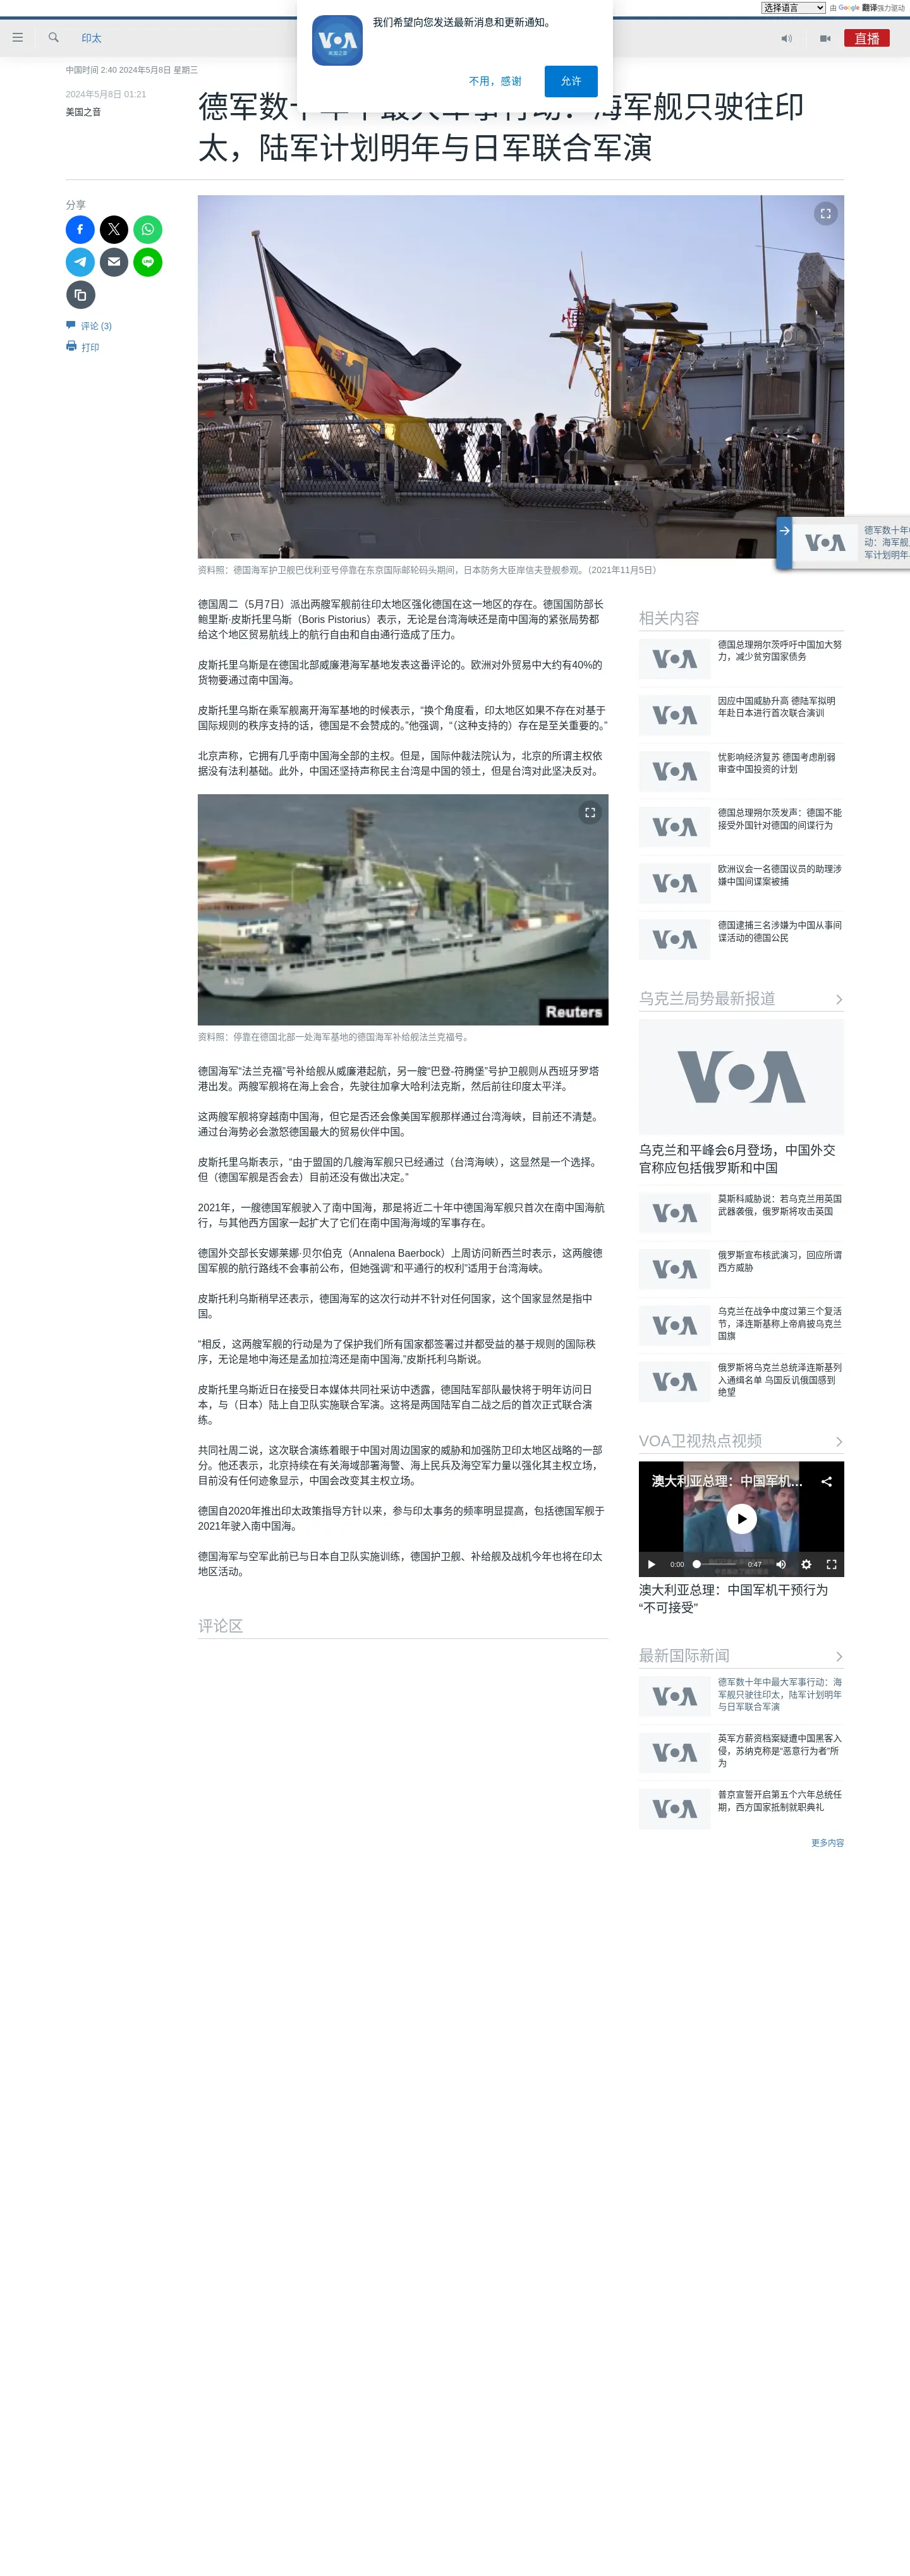 选择语言
由 Google 翻译强力驱动
印太
VOA
美国之音
我们希望向您发送最新消息和更新通知。
不用，感谢
允许
直播
中国时间 2:40 2024年5月8日 星期三
2024年5月8日 01:21
美国之音
太，陆军计划明年与日军联合军演
分享
评论 (3)
打印
资料照：德国海军护卫舰巴伐利亚号停靠在东京国际邮轮码头期间，日本防务大臣岸信夫登舰参观。（2021年11月5日）
VOA
德国周二（5月7日）派出两艘军舰前往印太地区强化德国在这一地区的存在。德国国防部长
鲍里斯·皮斯托里乌斯（Boris Pistorius）表示，无论是台湾海峡还是南中国海的紧张局势都
给这个地区贸易航线上的航行自由和自由通行造成了压力。
皮斯托里乌斯是在德国北部威廉港海军基地发表这番评论的。欧洲对外贸易中大约有40%的
货物要通过南中国海。
皮斯托里乌斯在乘军舰离开海军基地的时候表示，“换个角度看，印太地区如果不存在对基于
国际规则的秩序支持的话，德国是不会赞成的。”他强调，“（这种支持的）存在是至关重要的。”
北京声称，它拥有几乎南中国海全部的主权。但是，国际仲裁法院认为，北京的所谓主权依
据没有法利基础。此外，中国还坚持声称民主台湾是中国的领土，但是台湾对此坚决反对。
Reuters
资料照：停靠在德国北部一处海军基地的德国海军补给舰法兰克福号。
德国海军“法兰克福”号补给舰从威廉港起航，另一艘“巴登-符腾堡”号护卫舰则从西班牙罗塔
港出发。两艘军舰将在海上会合，先驶往加拿大哈利法克斯，然后前往印度太平洋。
这两艘军舰将穿越南中国海，但它是否还会像美国军舰那样通过台湾海峡，目前还不清楚。
通过台海势必会激怒德国最大的贸易伙伴中国。
皮斯托里乌斯表示，“由于盟国的几艘海军舰只已经通过（台湾海峡），这显然是一个选择。
但（德国军舰是否会去）目前还没有做出决定。”
2021年，一艘德国军舰驶入了南中国海，那是将近二十年中德国海军舰只首次在南中国海航
行，与其他西方国家一起扩大了它们在南中国海海域的军事存在。
德国外交部长安娜莱娜·贝尔伯克（Annalena Baerbock）上周访问新西兰时表示，这两艘德
国军舰的航行路线不会事前公布，但她强调“和平通行的权利”适用于台湾海峡。
皮斯托利乌斯稍早还表示，德国海军的这次行动并不针对任何国家，这个国家显然是指中
国。
“相反，这两艘军舰的行动是为了保护我们所有国家都签署过并都受益的基于规则的国际秩
序，无论是地中海还是孟加拉湾还是南中国海，”皮斯托利乌斯说。
皮斯托里乌斯近日在接受日本媒体共同社采访中透露，德国陆军部队最快将于明年访问日
本，与（日本）陆上自卫队实施联合军演。这将是两国陆军自二战之后的首次正式联合演
练。
共同社周二说，这次联合演练着眼于中国对周边国家的威胁和加强防卫印太地区战略的一部
分。他还表示，北京持续在有关海域部署海警、海上民兵及海空军力量以强化其主权立场，
目前没有任何迹象显示，中国会改变其主权立场。
德国自2020年推出印太政策指导方针以来，参与印太事务的频率明显提高，包括德国军舰于
2021年驶入南中国海。
德国海军与空军此前已与日本自卫队实施训练，德国护卫舰、补给舰及战机今年也将在印太
地区活动。
评论区
相关内容
德国总理朔尔茨呼吁中国加大努
力，减少贫穷国家债务
因应中国威胁升高 德陆军拟明
年赴日本进行首次联合演训
忧影响经济复苏 德国考虑削弱
审查中国投资的计划
德国总理朔尔茨发声：德国不能
接受外国针对德国的间谍行为
欧洲议会一名德国议员的助理涉
嫌中国间谍案被捕
德国逮捕三名涉嫌为中国从事间
谍活动的德国公民
乌克兰局势最新报道
VOA
乌克兰和平峰会6月登场，中国外交
官称应包括俄罗斯和中国
莫斯科威胁说：若乌克兰用英国
武器袭俄，俄罗斯将攻击英国
俄罗斯宣布核武演习，回应所谓
西方威胁
乌克兰在战争中度过第三个复活
节，泽连斯基称上帝肩披乌克兰
国旗
俄罗斯将乌克兰总统泽连斯基列
入通缉名单 乌国反讥俄国感到
绝望
VOA卫视热点视频
澳大利亚总理：中国军机...
0:00
0:47
澳大利亚总理：中国军机干预行为
“不可接受”
最新国际新闻
德军数十年中最大军事行动：海
军舰只驶往印太，陆军计划明年
与日军联合军演
英军方薪资档案疑遭中国黑客入
侵，苏纳克称是“恶意行为者”所
为
普京宣誓开启第五个六年总统任
期，西方国家抵制就职典礼
更多内容